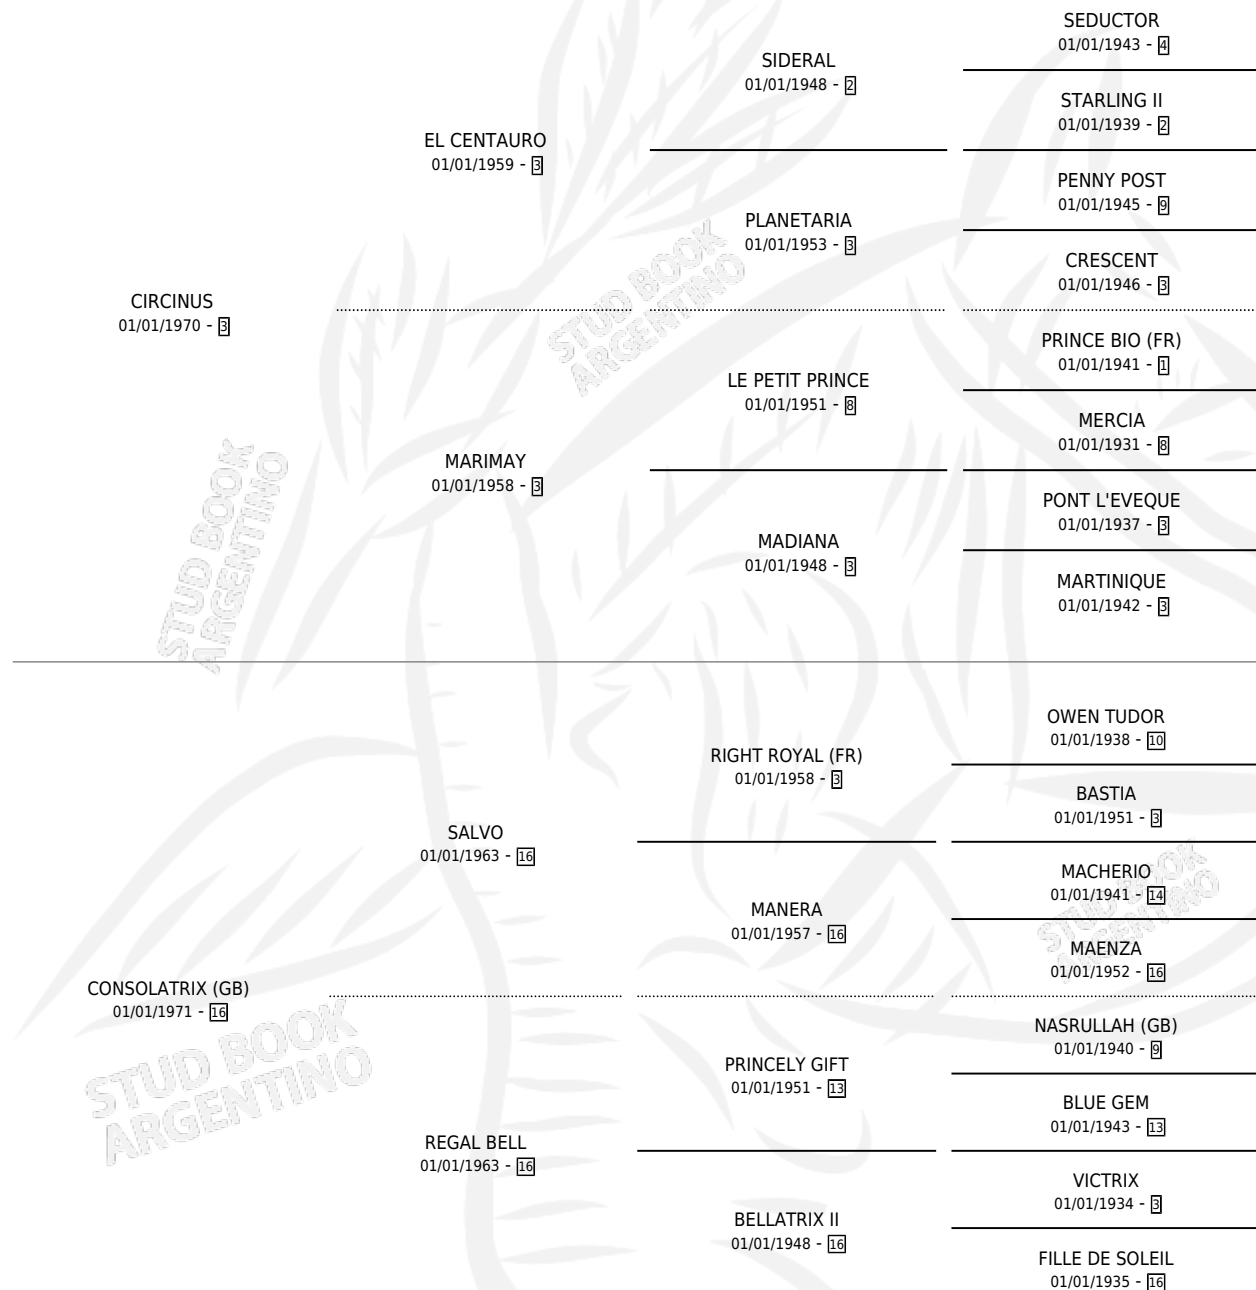 SEDUCTOR
01/01/1943 - 4
SIDERAL
01/01/1948 - 2
STARLING II
01/01/1939 - 2
EL CENTAURO
01/01/1959 - 3
PENNY POST
01/01/1945 - 9
PLANETARIA
01/01/1953 - 3
CRESCENT
01/01/1946 - 3
CIRCINUS
01/01/1970 - 3
PRINCE BIO (FR)
01/01/1941 - 1
LE PETIT PRINCE
01/01/1951 - 8
MERCIA
01/01/1931 - 8
MARIMAY
01/01/1958 - 3
PONT L'EVEQUE
01/01/1937 - 3
MADIANA
01/01/1948 - 3
MARTINIQUE
01/01/1942 - 3
OWEN TUDOR
01/01/1938 - 10
RIGHT ROYAL (FR)
01/01/1958 - 3
BASTIA
01/01/1951 - 3
SALVO
01/01/1963 - 16
MACHERIO
01/01/1941 - 14
MANERA
01/01/1957 - 16
MAENZA
01/01/1952 - 16
CONSOLATRIX (GB)
01/01/1971 - 16
NASRULLAH (GB)
01/01/1940 - 9
PRINCELY GIFT
01/01/1951 - 13
BLUE GEM
01/01/1943 - 13
REGAL BELL
01/01/1963 - 16
VICTRIX
01/01/1934 - 3
BELLATRIX II
01/01/1948 - 16
FILLE DE SOLEIL
01/01/1935 - 16
STUD BOOK
ARGENTINO
STUD BOOK
ARGENTINO
STUD BOOK
ARGENTINO
STUD BOOK
ARGENTINO